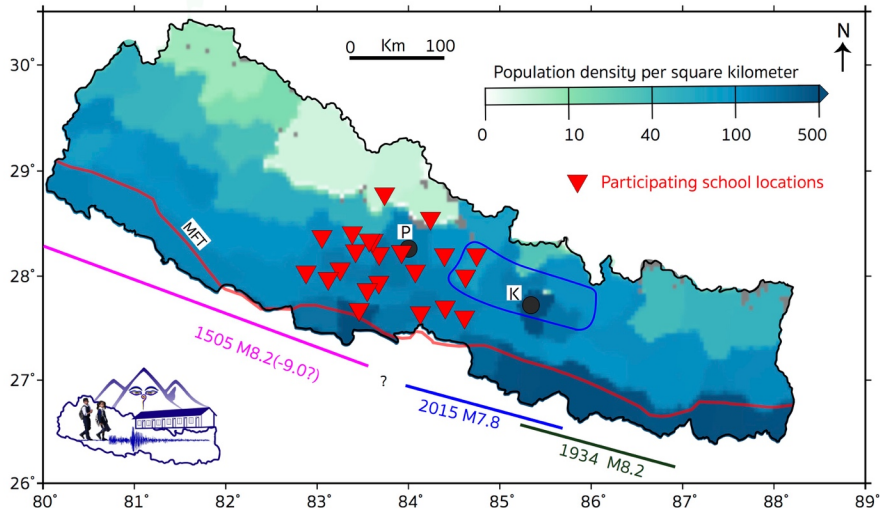 N
0 Km 100
Population density per square kilometer
0 10 40 100 500
Participating school locations
MFT
P
K
1505 M8.2(-9.0?)
?
2015 M7.8
1934 M8.2
30°
29°
28°
27°
26°
80° 81° 82° 83° 84° 85° 86° 87° 88° 89°